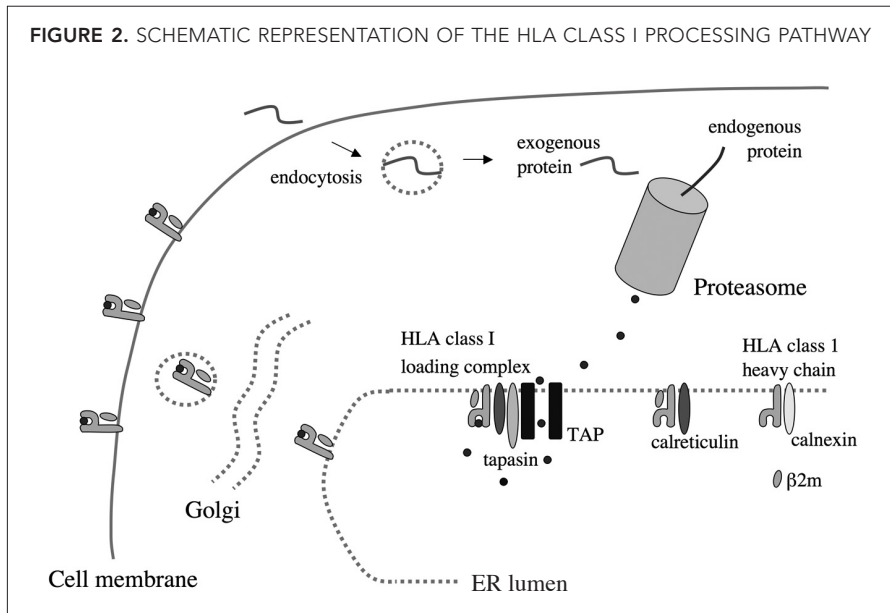 FIGURE 2. SCHEMATIC REPRESENTATION OF THE HLA CLASS I PROCESSING PATHWAY
endocytosis
exogenous
protein
endogenous
protein
Proteasome
HLA class I
loading complex
HLA class 1
heavy chain
TAP
tapasin
calreticulin
calnexin
β2m
Golgi
Cell membrane
ER lumen